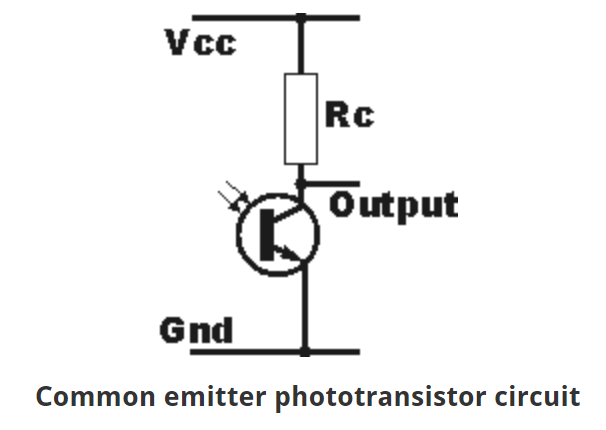 Vcc
Rc
Output
Gnd
Common emitter phototransistor circuit